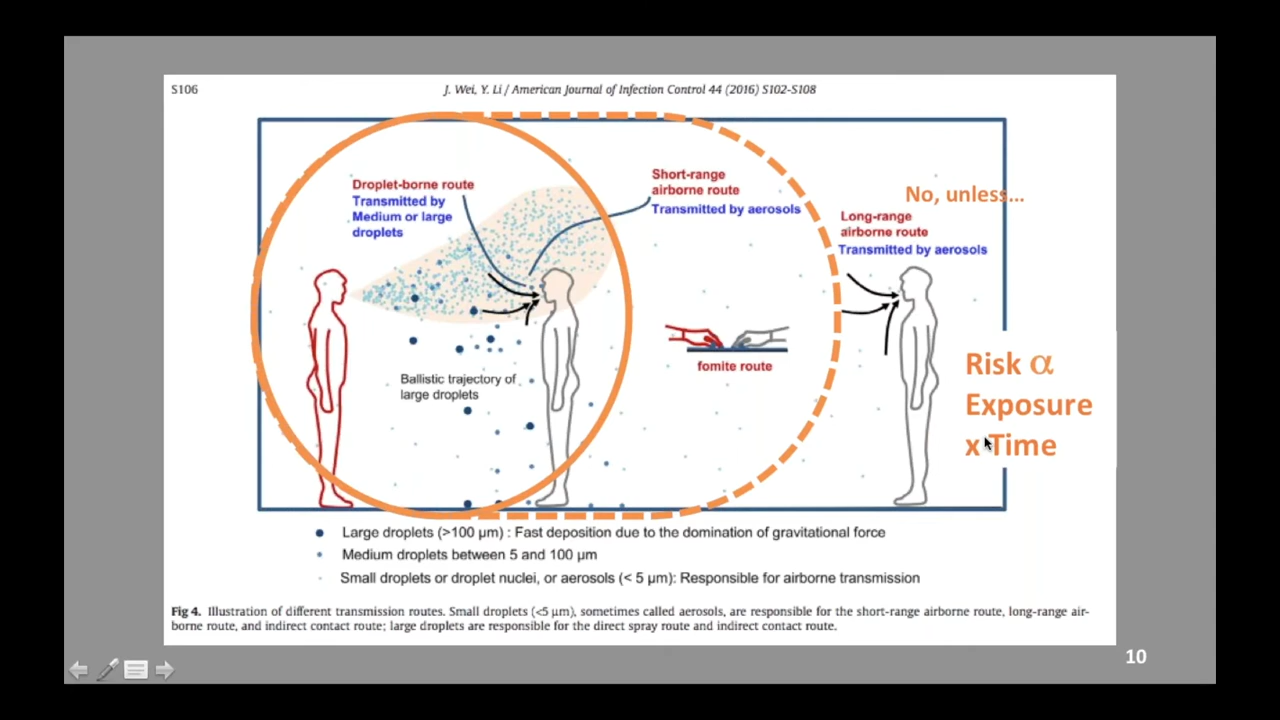 S106
J. Wei, Y. Li / American Journal of Infection Control 44 (2016) S102-S108
Droplet-borne route
Transmitted by
Medium or large
droplets
Short-range
airborne route
Transmitted by aerosols
No, unless...
Long-range
airborne route
Transmitted by aerosols
Ballistic trajectory of
large droplets
fomite route
Risk α
Exposure
x Time
Large droplets (>100 μm) : Fast deposition due to the domination of gravitational force
Medium droplets between 5 and 100 μm
Small droplets or droplet nuclei, or aerosols (< 5 μm): Responsible for airborne transmission
Fig 4. Illustration of different transmission routes. Small droplets (<5 μm), sometimes called aerosols, are responsible for the short-range airborne route, long-range air-
borne route, and indirect contact route; large droplets are responsible for the direct spray route and indirect contact route.
10